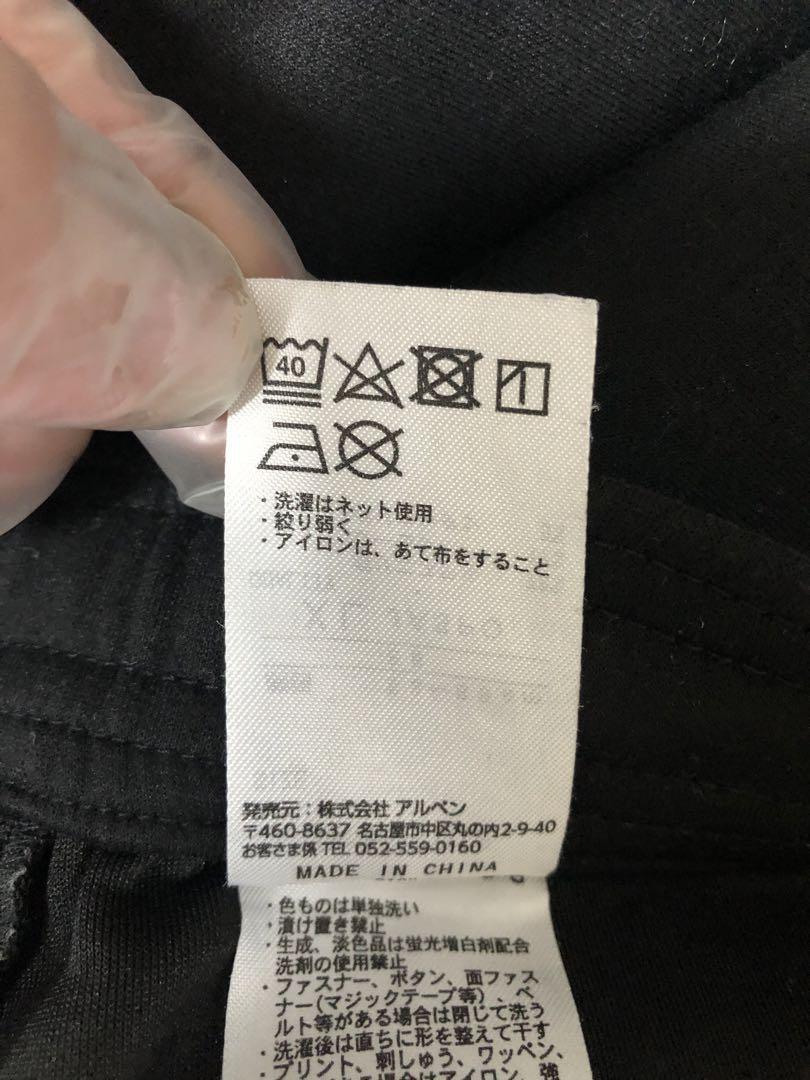 40
・洗濯はネット使用
・絞り弱く
・アイロンは、あて布をすること
発売元：株式会社 アルペン
〒460-8637 名古屋市中区丸の内2-9-40
お客さま係 TEL 052-559-0160
MADE IN CHINA
・色ものは単独洗い
・漬け置き禁止
・生成、淡色品は蛍光増白剤配合
洗剤の使用禁止
・ファスナー、ボタン、面ファス
ナー(マジックテープ等)、ベ
ルト等がある場合は閉じて洗う
・洗濯後は直ちに形を整えて干す
・プリント、刺しゅう、ワッペン、
場合はアイロン、強